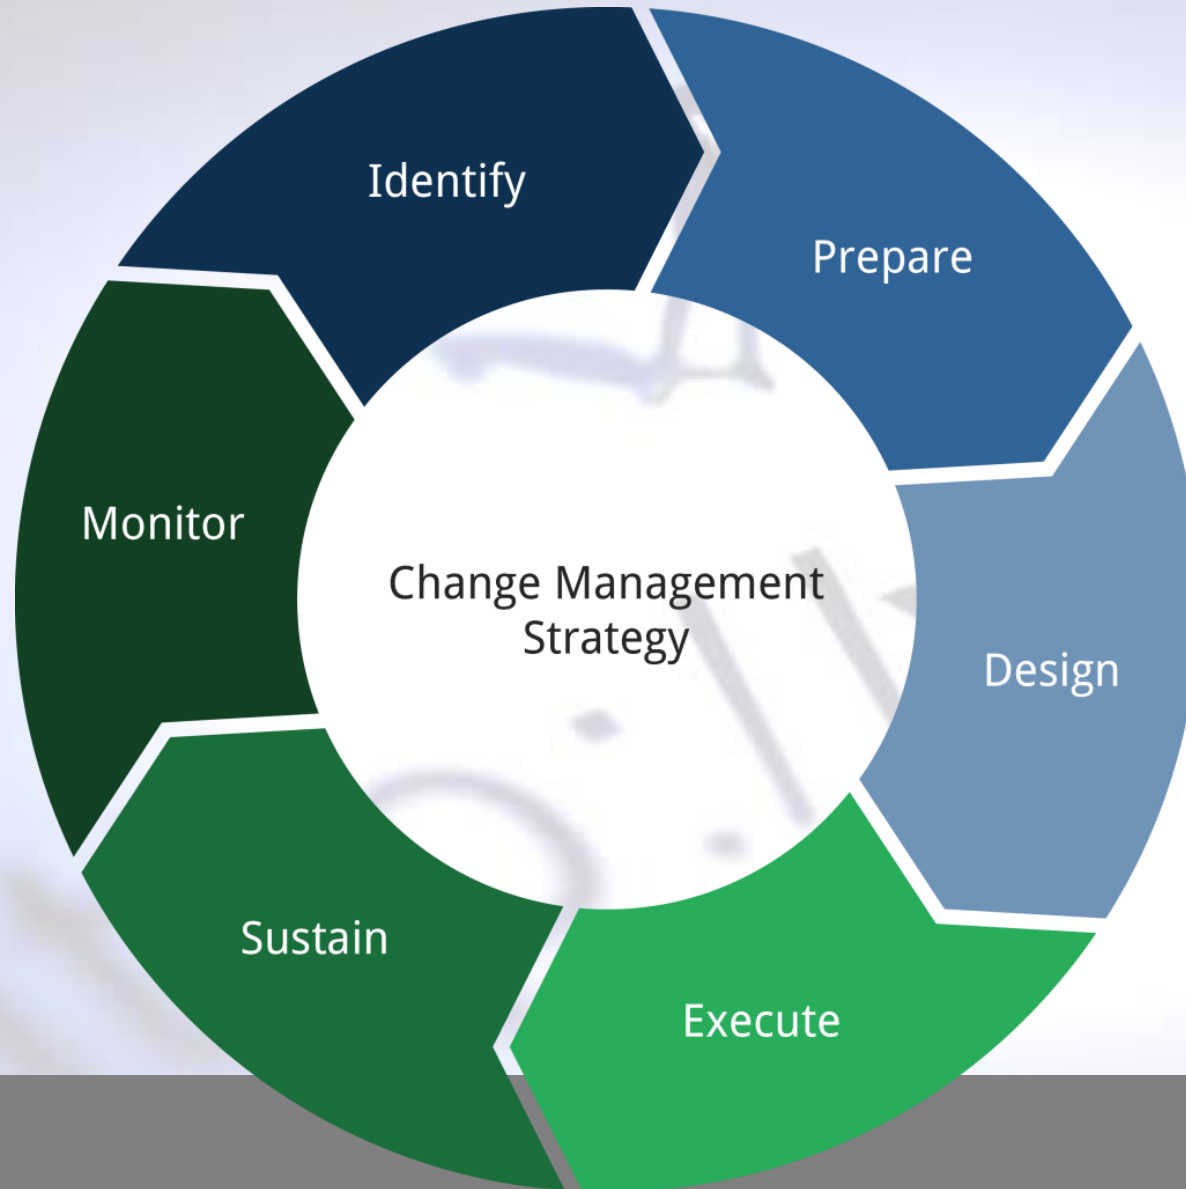 Identify
Prepare
Design
Execute
Sustain
Monitor
Change Management
Strategy